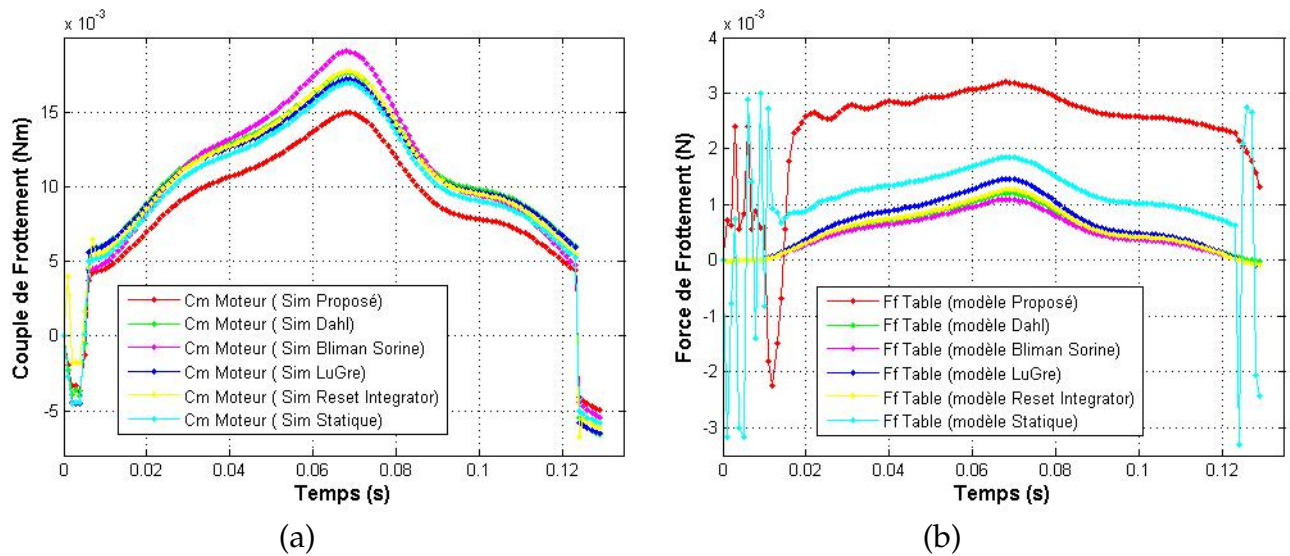 x 10⁻³
15
10
5
0
-5
0
0.02
0.04
0.06
0.08
0.1
0.12
Couple de Frottement (Nm)
Temps (s)
Cm Moteur ( Sim Proposé)
Cm Moteur ( Sim Dahl)
Cm Moteur ( Sim Bliman Sorine)
Cm Moteur ( Sim LuGre)
Cm Moteur ( Sim Reset Integrator)
Cm Moteur ( Sim Statique)
(a)
x 10⁻³
4
3
2
1
0
-1
-2
-3
0
0.02
0.04
0.06
0.08
0.1
0.12
Force de Frottement (N)
Temps (s)
Ff Table (modèle Proposé)
Ff Table (modèle Dahl)
Ff Table (modèle Bliman Sorine)
Ff Table (modèle LuGre)
Ff Table (modèle Reset Integrator)
Ff Table (modèle Statique)
(b)